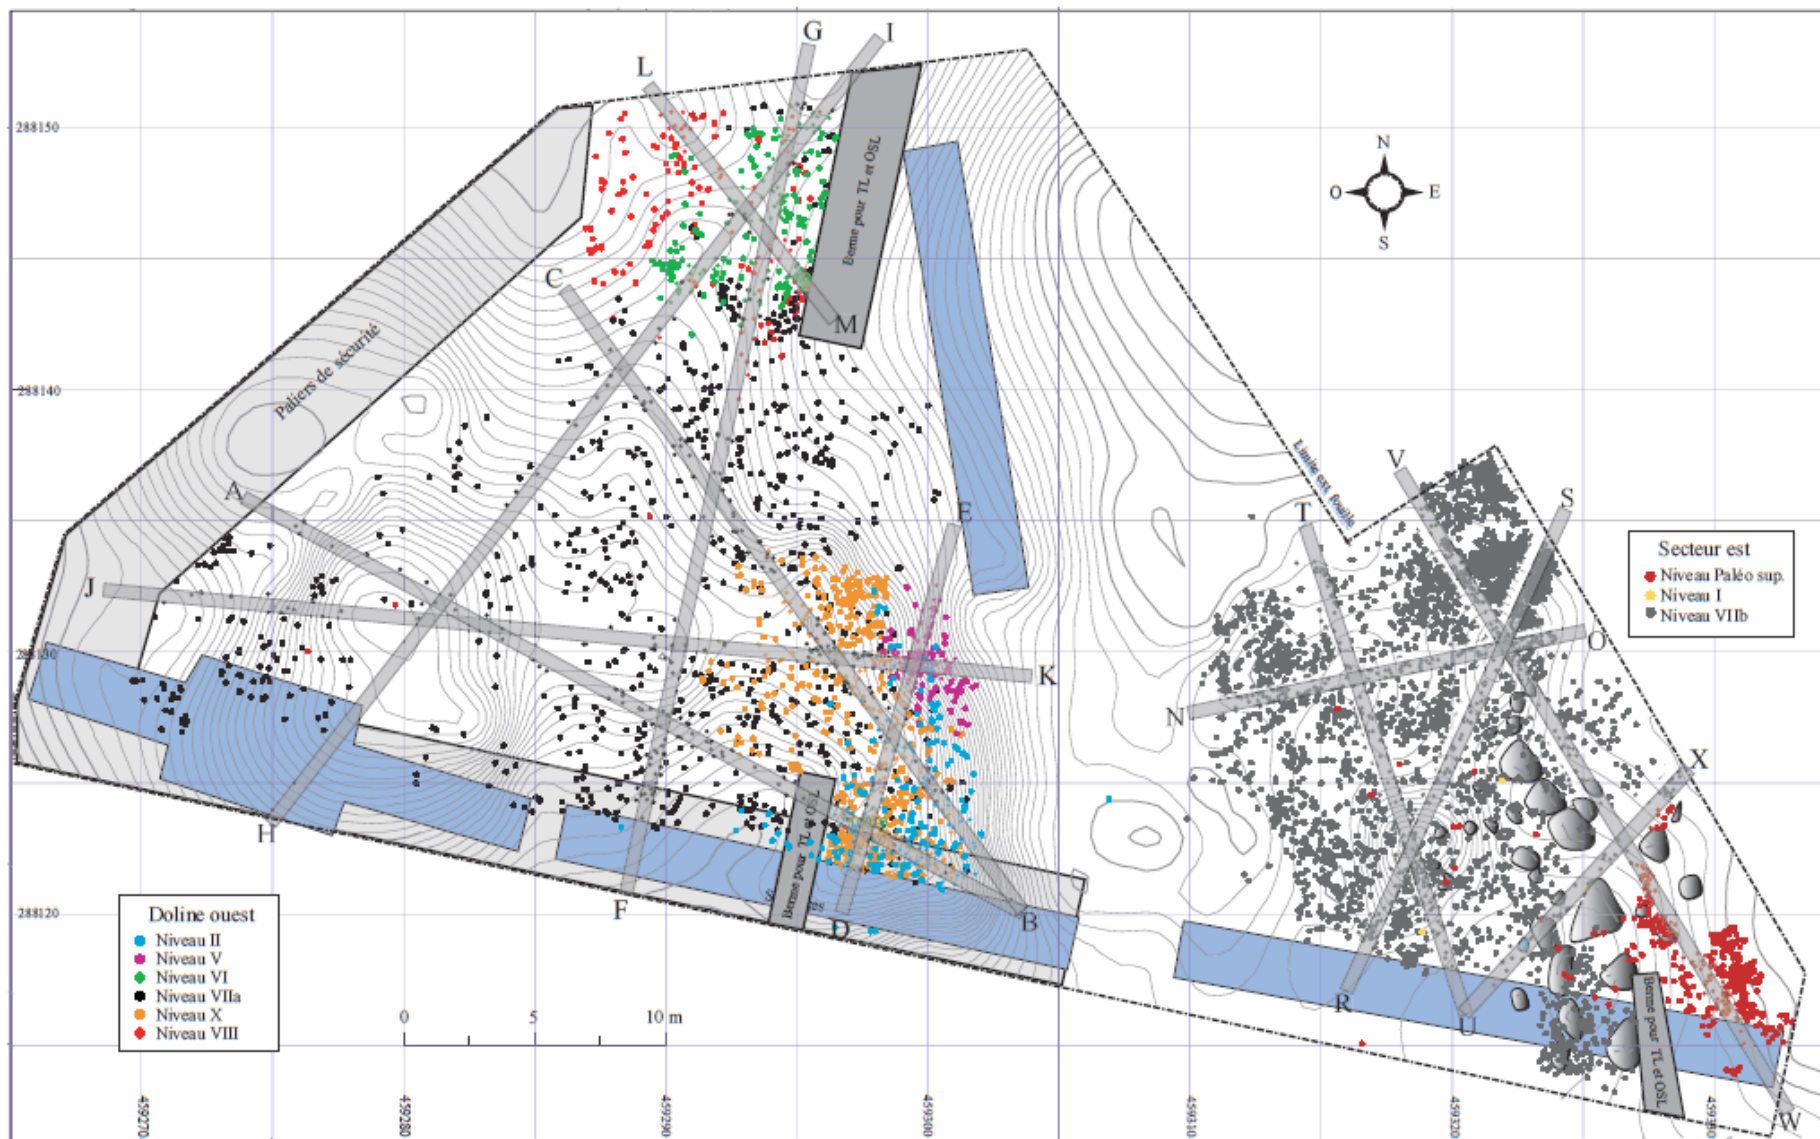 G
I
L
288150
N
O
E
S
Berme pour TL et OSL
C
M
Paliers de sécurité
288140
Limite est fouille
V
A
E
T
S
Secteur est
Niveau Paléo sup.
Niveau I
Niveau VIIb
J
O
288130
K
N
X
Berme pour TL et OSL
H
F
D
B
288120
Doline ouest
Niveau II
Niveau V
Niveau VI
Niveau VIIa
Niveau X
Niveau VIII
0
5
10 m
R
U
Berme pour TL et OSL
W
459270
459280
459290
459300
459310
459320
459330